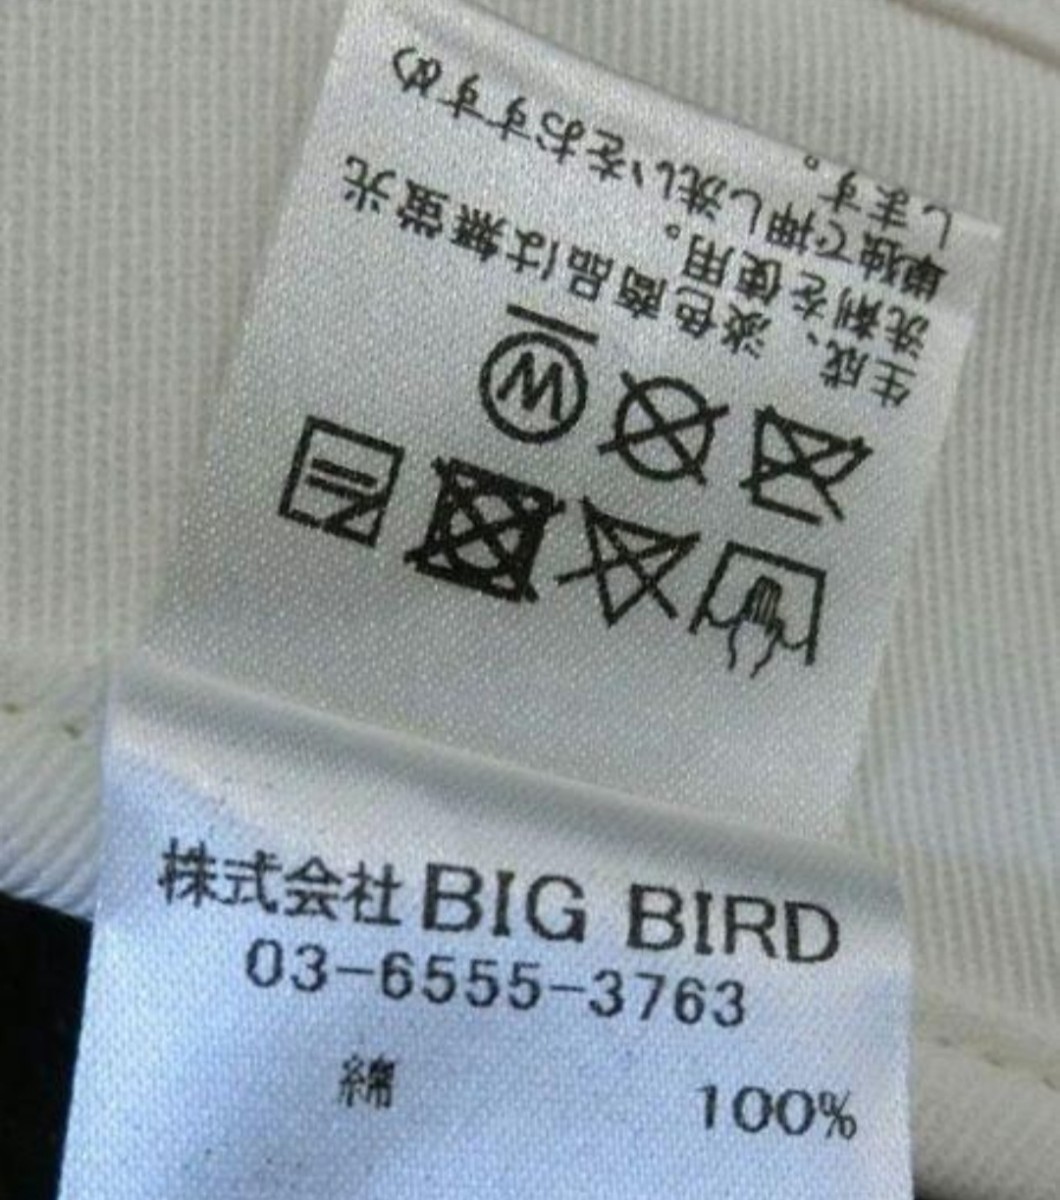 W
生成、淡色商品は無蛍光
洗剤を使用。
単独で押し洗いをおすすめ
します。
株式会社BIG BIRD
03-6555-3763
綿 100%